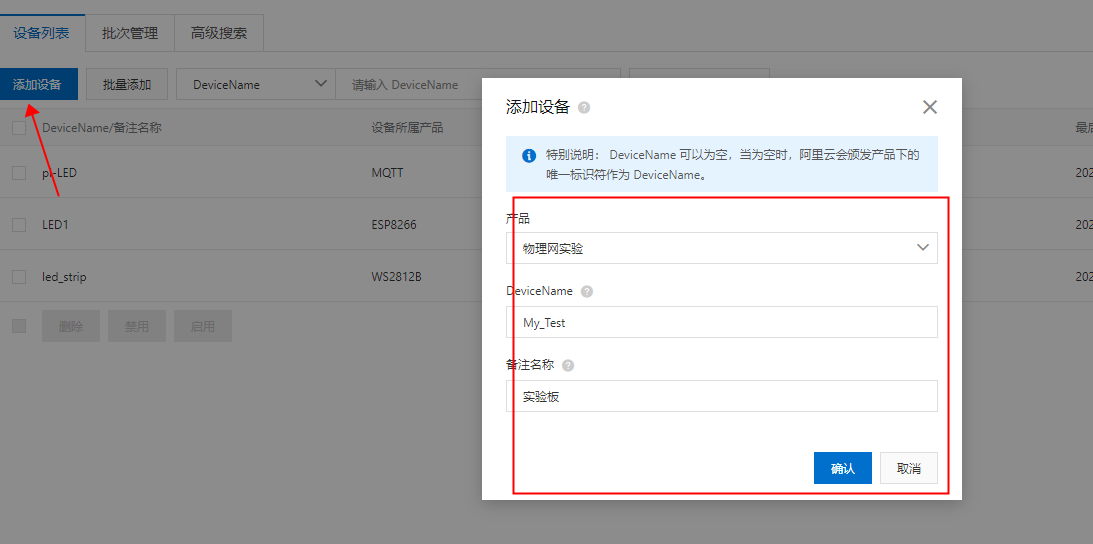 设备列表 批次管理 高级搜索
添加设备 批量添加 DeviceName 请输入 DeviceName
DeviceName/备注名称 设备所属产品 最后
MQTT 202
LED1 ESP8266 202
led_strip WS2812B 202
删除 禁用 启用
添加设备
特别说明： DeviceName 可以为空，当为空时，阿里云会颁发产品下的
唯一标识符作为 DeviceName。
产品
物理网实验
DeviceName
My_Test
备注名称
实验板
确认 取消